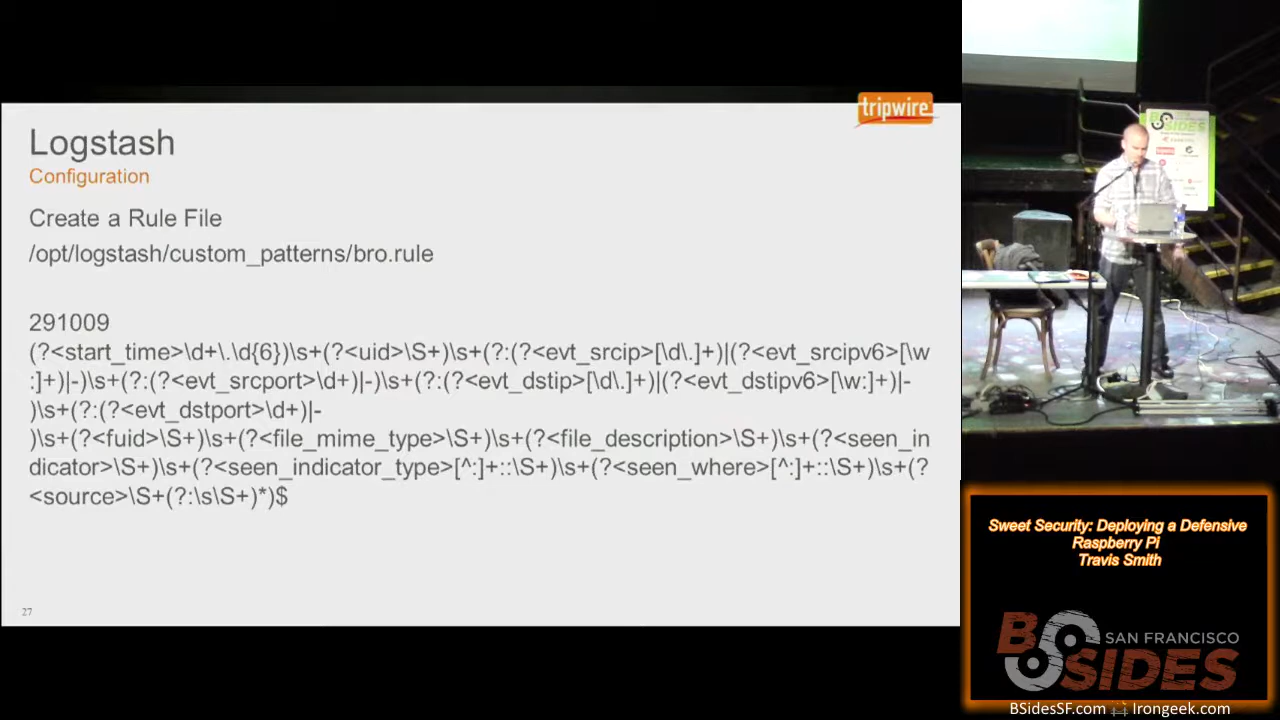 tripwire
Logstash
Configuration
Create a Rule File
/opt/logstash/custom_patterns/bro.rule
291009
(?<start_time>\d+\.\d{6})\s+(?<uid>\S+)\s+(?:(?<evt_srcip>[\d\.]+)|(?<evt_srcipv6>[\w
:]+)|-)\s+(?:(?<evt_srcport>\d+)|-)\s+(?:(?<evt_dstip>[\d\.]+)|(?<evt_dstipv6>[\w:]+)|-
)\s+(?:(?<evt_dstport>\d+)|-
)\s+(?<fuid>\S+)\s+(?<file_mime_type>\S+)\s+(?<file_description>\S+)\s+(?<seen_in
dicator>\S+)\s+(?<seen_indicator_type>[^:]+::\S+)\s+(?<seen_where>[^:]+::\S+)\s+(?
<source>\S+(?:\s\S+)*)$
27
BSIDES
Sweet Security: Deploying a Defensive
Raspberry Pi
Travis Smith
BSIDES
SAN FRANCISCO
BSidesSF.com Irongeek.com